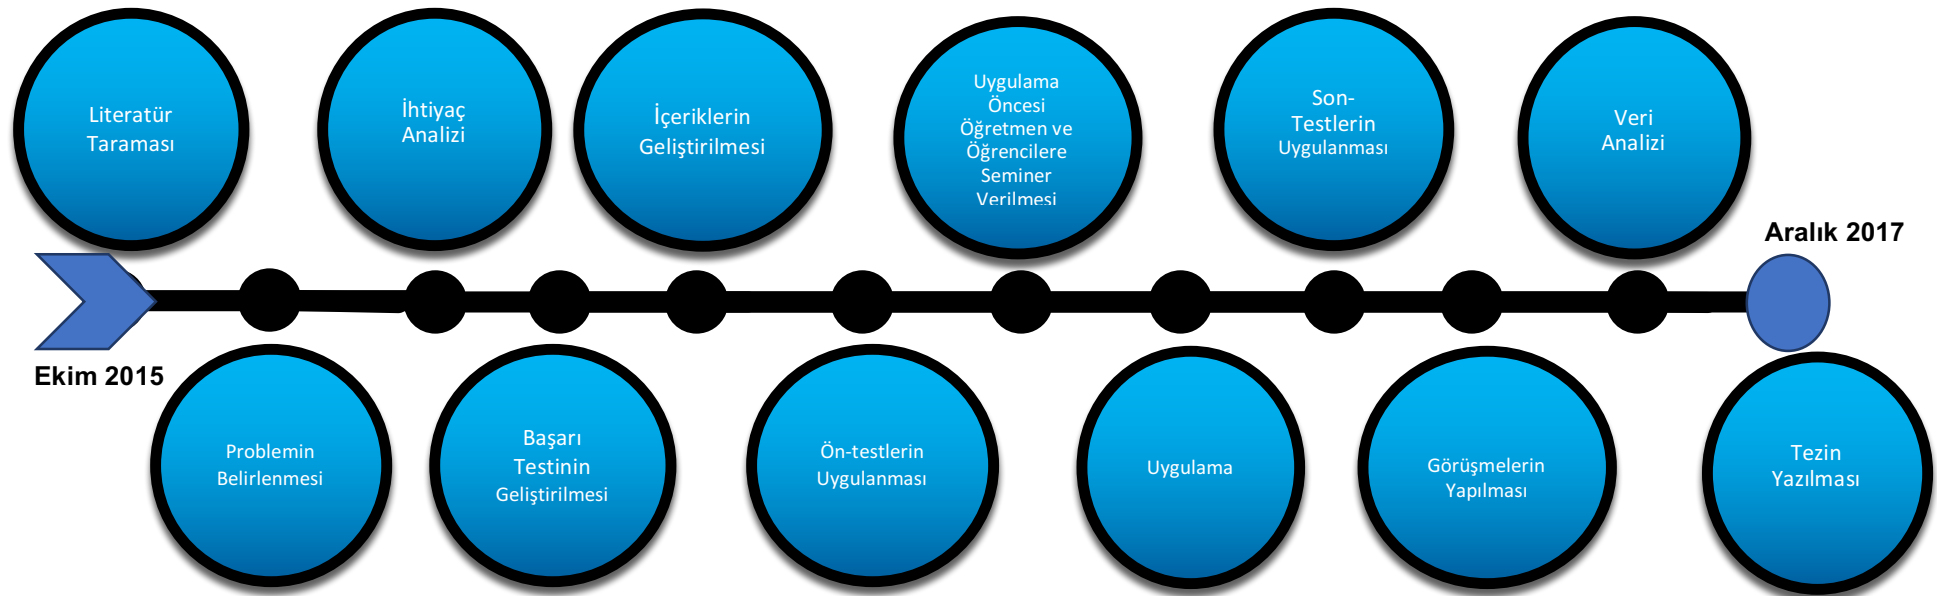 Literatür
Taraması
İhtiyaç
Analizi
İçeriklerin
Geliştirilmesi
Uygulama
Öncesi
Öğretmen ve
Öğrencilere
Seminer
Verilmesi
Son-
Testlerin
Uygulanması
Veri
Analizi
Aralık 2017
Ekim 2015
Problemin
Belirlenmesi
Başarı
Testinin
Geliştirilmesi
Ön-testlerin
Uygulanması
Uygulama
Görüşmelerin
Yapılması
Tezin
Yazılması